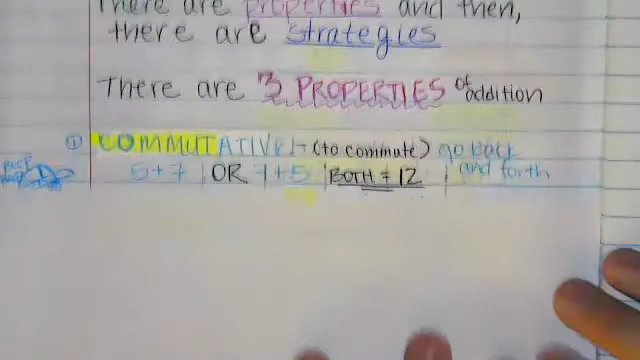 There are properties and then,
there are strategies
There are 3 PROPERTIES of addition
① COMMUTATIVE:- (to commute) go back and forth
5+7 | OR | 7+5 | BOTH = 12